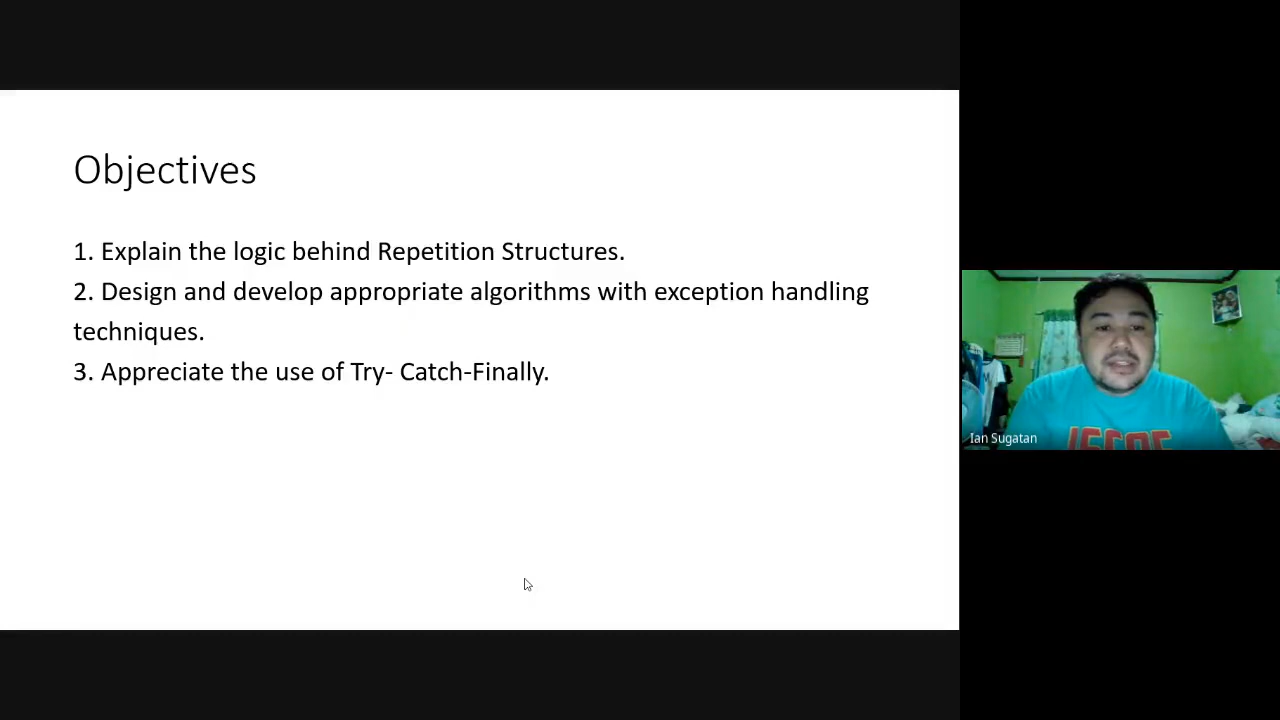 Objectives
1. Explain the logic behind Repetition Structures.
2. Design and develop appropriate algorithms with exception handling
techniques.
3. Appreciate the use of Try- Catch-Finally.
Ian Sugatan